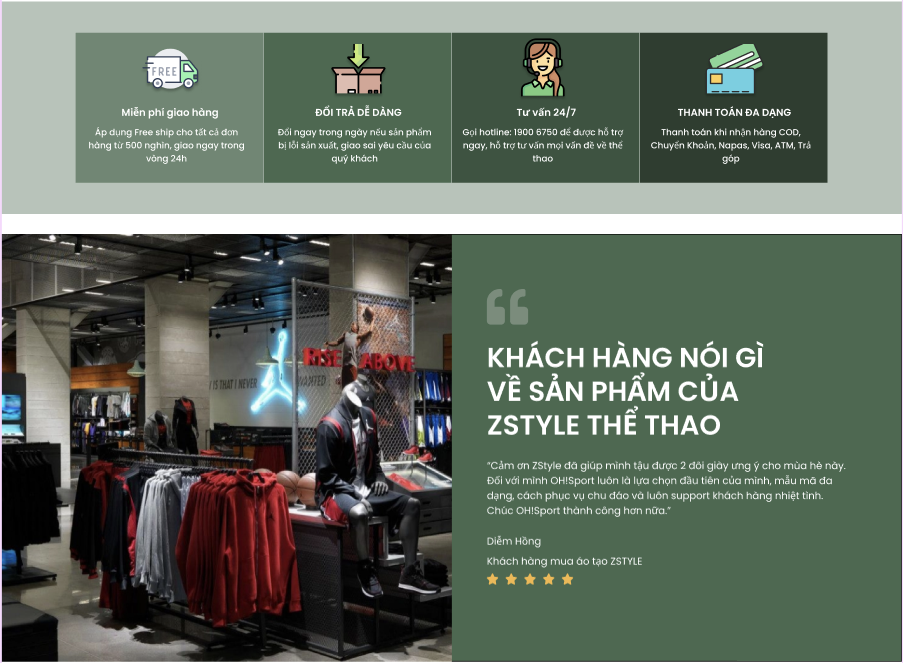 FREE
Miễn phí giao hàng
Áp dụng Free ship cho tất cả đơn
hàng từ 500 nghìn, giao ngay trong
vòng 24h
ĐỔI TRẢ DỄ DÀNG
Đổi ngay trong ngày nếu sản phẩm
bị lỗi sản xuất, giao sai yêu cầu của
quý khách
Tư vấn 24/7
Gọi hotline: 1900 6750 để được hỗ trợ
ngay, hỗ trợ tư vấn mọi vấn đề về thể
thao
THANH TOÁN ĐA DẠNG
Thanh toán khi nhận hàng COD,
Chuyển Khoản, Napas, Visa, ATM, Trả
góp
RISE ABOVE
IS THAT I NEVER WANTED
KHÁCH HÀNG NÓI GÌ
VỀ SẢN PHẨM CỦA
ZSTYLE THỂ THAO
“Cảm ơn ZStyle đã giúp mình tậu được 2 đôi giày ưng ý cho mùa hè này.
Đối với mình OH!Sport luôn là lựa chọn đầu tiên của mình, mẫu mã đa
dạng, cách phục vụ chu đáo và luôn support khách hàng nhiệt tình.
Chúc OH!Sport thành công hơn nữa.”
Diễm Hồng
Khách hàng mua áo tạo ZSTYLE